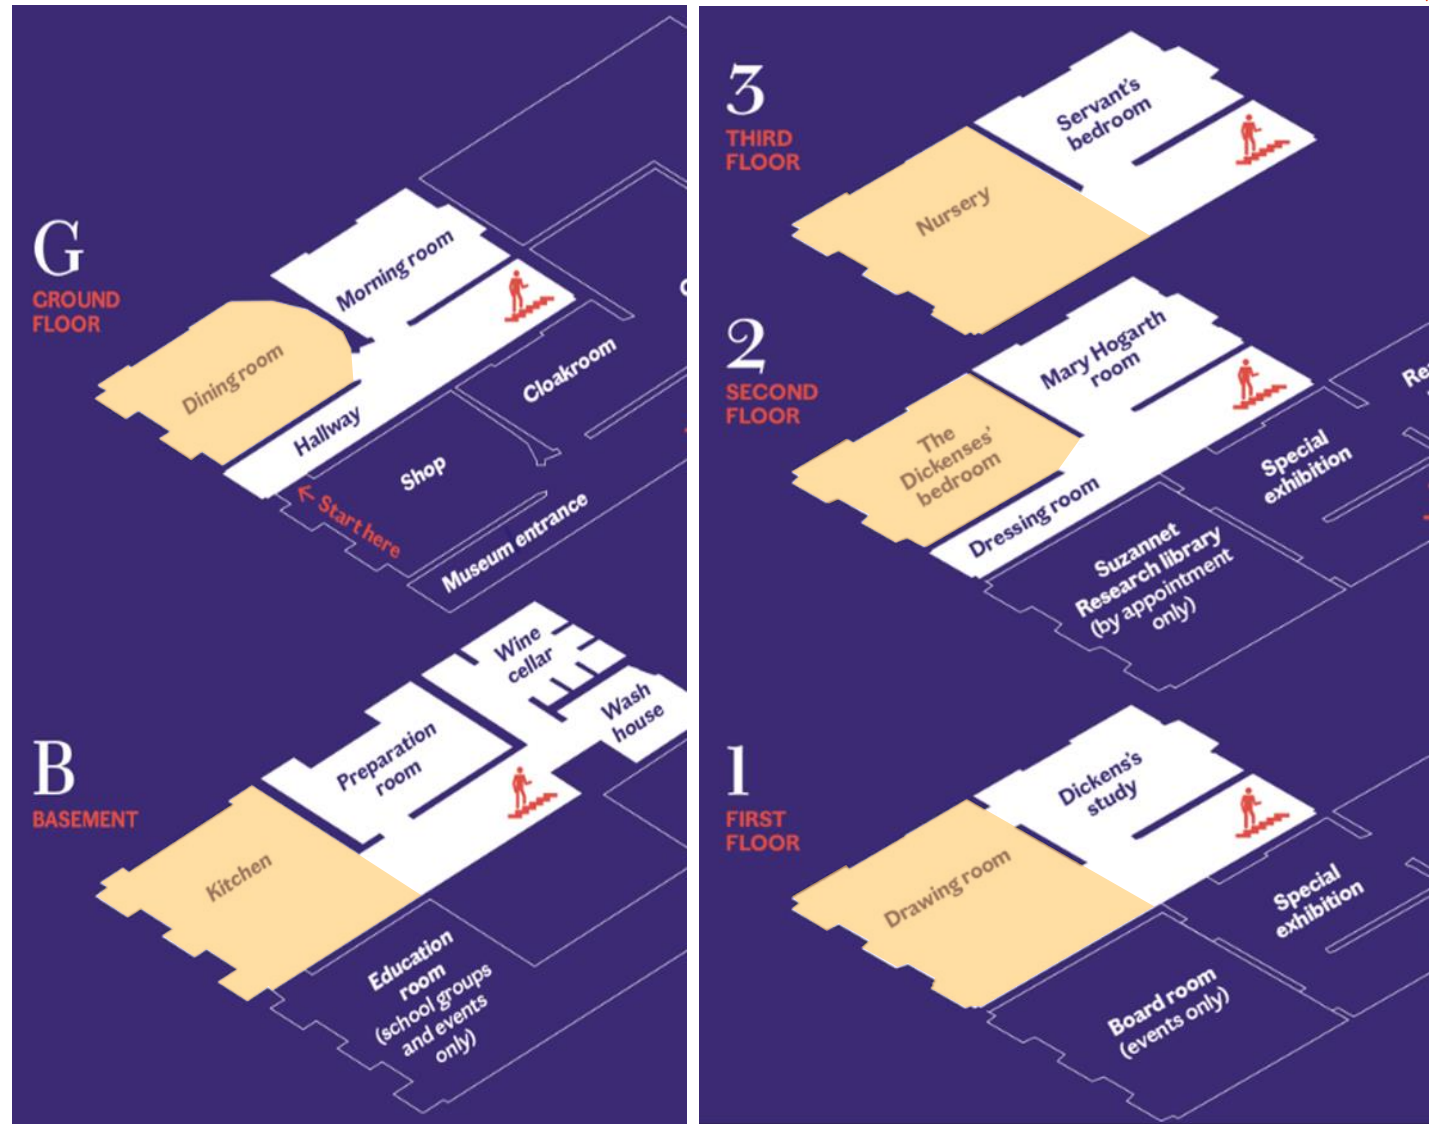 G
GROUND
FLOOR
Morning room
Dining room
Hallway
Cloakroom
Shop
← Start here
Museum entrance
B
BASEMENT
Wine
cellar
Wash
house
Preparation
room
Kitchen
Education
room
(school groups
and events
only)
3
THIRD
FLOOR
Servant's
bedroom
Nursery
2
SECOND
FLOOR
Mary Hogarth
room
The
Dickenses'
bedroom
Dressing room
Special
exhibition
Suzannet
Research library
(by appointment
only)
1
FIRST
FLOOR
Dickens's
study
Drawing room
Special
exhibition
Board room
(events only)